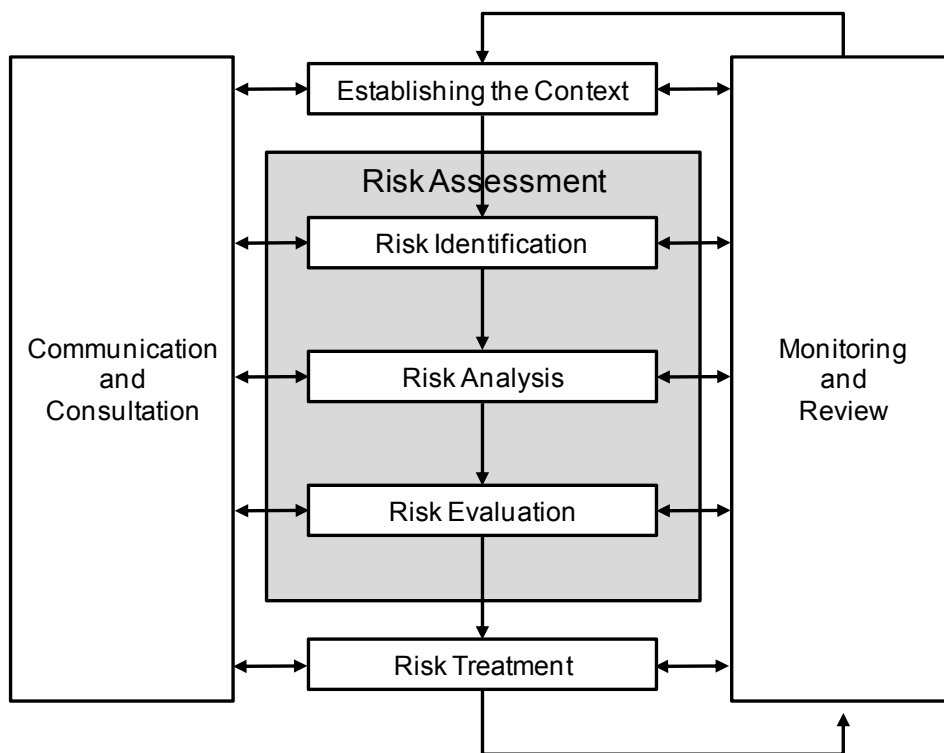 Establishing the Context
Risk Assessment
Risk Identification
Communication
and
Consultation
Risk Analysis
Monitoring
and
Review
Risk Evaluation
Risk Treatment